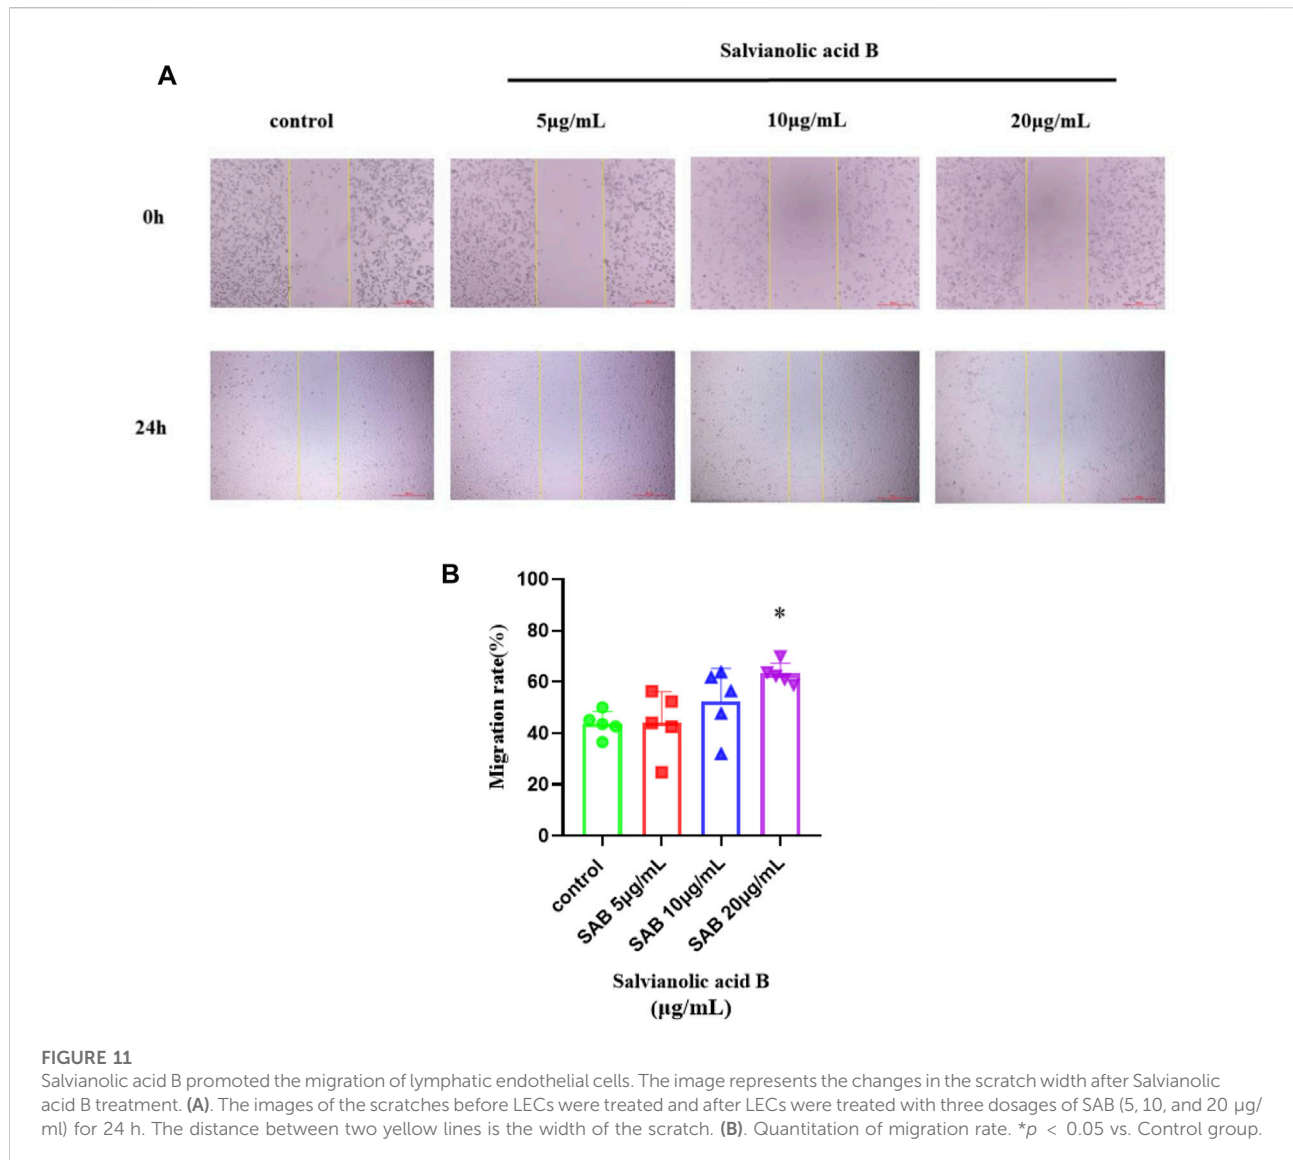 Salvianolic acid B
A
control
5µg/mL
10µg/mL
20µg/mL
0h
24h
B
100
80
60
40
20
0
Migration rate(%)
*
control
SAB 5µg/mL
SAB 10µg/mL
SAB 20µg/mL
Salvianolic acid B
(µg/mL)
FIGURE 11
Salvianolic acid B promoted the migration of lymphatic endothelial cells. The image represents the changes in the scratch width after Salvianolic
acid B treatment. (A). The images of the scratches before LECs were treated and after LECs were treated with three dosages of SAB (5, 10, and 20 µg/
ml) for 24 h. The distance between two yellow lines is the width of the scratch. (B). Quantitation of migration rate. *p < 0.05 vs. Control group.